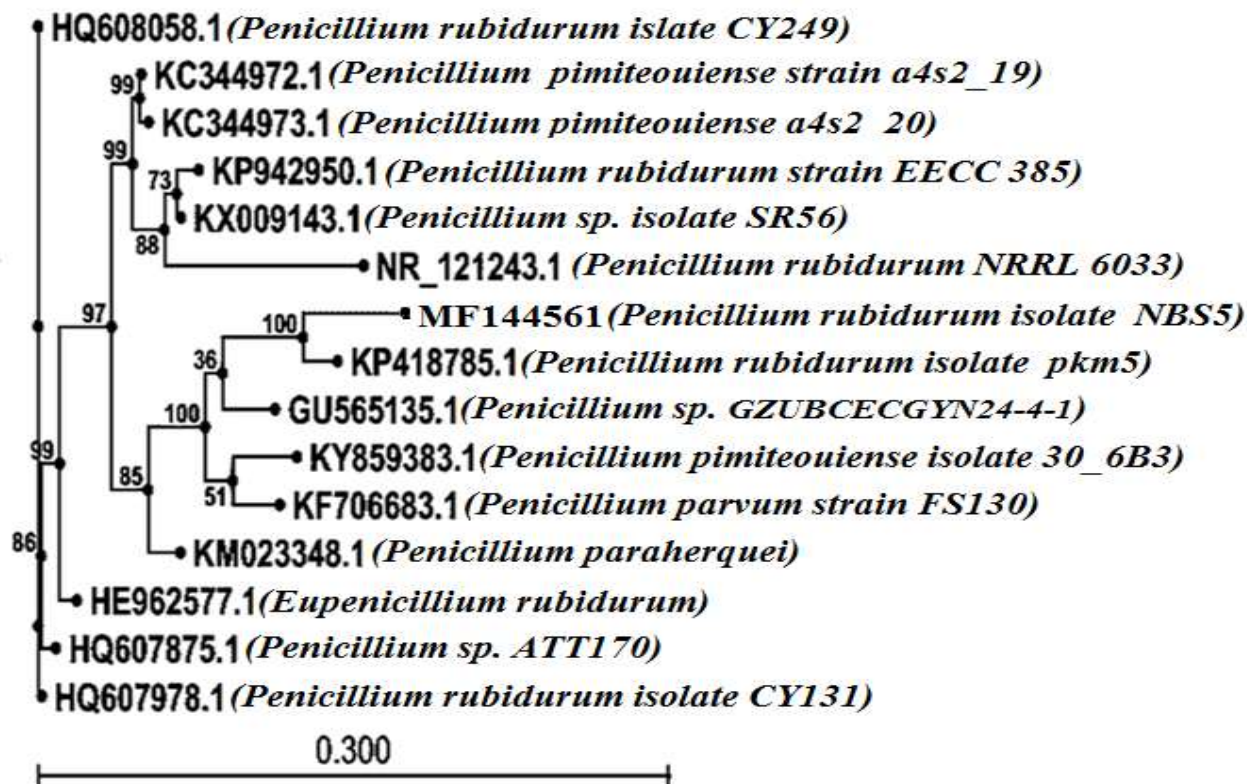 HQ608058.1(Penicillium rubidurum islate CY249)
99 KC344972.1(Penicillium pimiteouiense strain a4s2_19)
KC344973.1(Penicillium pimiteouiense a4s2 20)
99
73 KP942950.1(Penicillium rubidurum strain EECC 385)
KX009143.1(Penicillium sp. isolate SR56)
88
NR_121243.1 (Penicillium rubidurum NRRL 6033)
97
100 MF144561(Penicillium rubidurum isolate NBS5)
36 KP418785.1(Penicillium rubidurum isolate pkm5)
100 GU565135.1(Penicillium sp. GZUBCECGYN24-4-1)
99 KY859383.1(Penicillium pimiteouiense isolate 30_6B3)
85 51 KF706683.1(Penicillium parvum strain FS130)
86 KM023348.1(Penicillium paraherquei)
HE962577.1(Eupenicillium rubidurum)
HQ607875.1(Penicillium sp. ATT170)
HQ607978.1(Penicillium rubidurum isolate CY131)
0.300